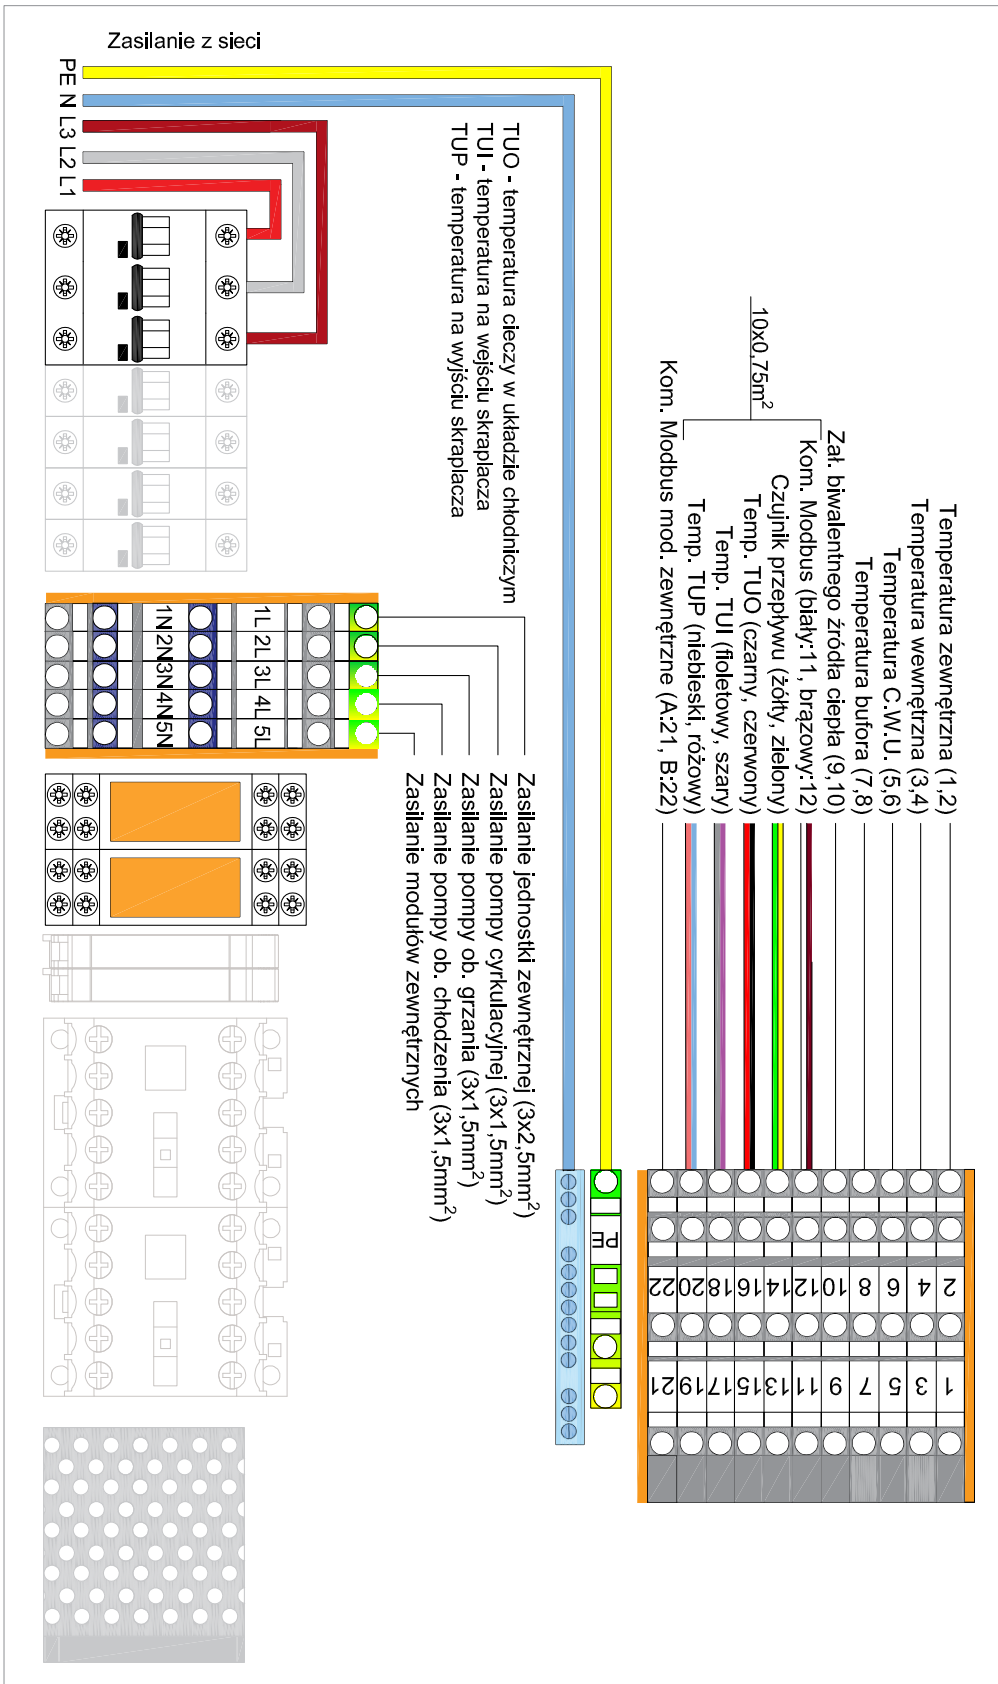 Zasilanie z sieci
PE
N
L3
L2
L1
TUO - temperatura cieczy w układzie chłodniczym
TUI - temperatura na wejściu skraplacza
TUP - temperatura na wyjściu skraplacza
10x0,75m²
Temperatura zewnętrzna (1,2)
Temperatura wewnętrzna (3,4)
Temperatura C.W.U. (5,6)
Temperatura bufora (7,8)
Zał. biwalentnego źródła ciepła (9,10)
Kom. Modbus (biały:11, brązowy:12)
Czujnik przepływu (żółty, zielony)
Temp. TUO (czarny, czerwony)
Temp. TUI (fioletowy, szary)
Temp. TUP (niebieski, różowy)
Kom. Modbus mod. zewnętrzne (A:21, B:22)
1N 2N 3N 4N 5N
1L 2L 3L 4L 5L
Zasilanie jednostki zewnętrznej (3x2,5mm²)
Zasilanie pompy cyrkulacyjnej (3x1,5mm²)
Zasilanie pompy ob. grzania (3x1,5mm²)
Zasilanie pompy ob. chłodzenia (3x1,5mm²)
Zasilanie modułów zewnętrznych
PE
22 20 18 16 14 12 10 8 6 4 2
21 19 17 15 13 11 9 7 5 3 1